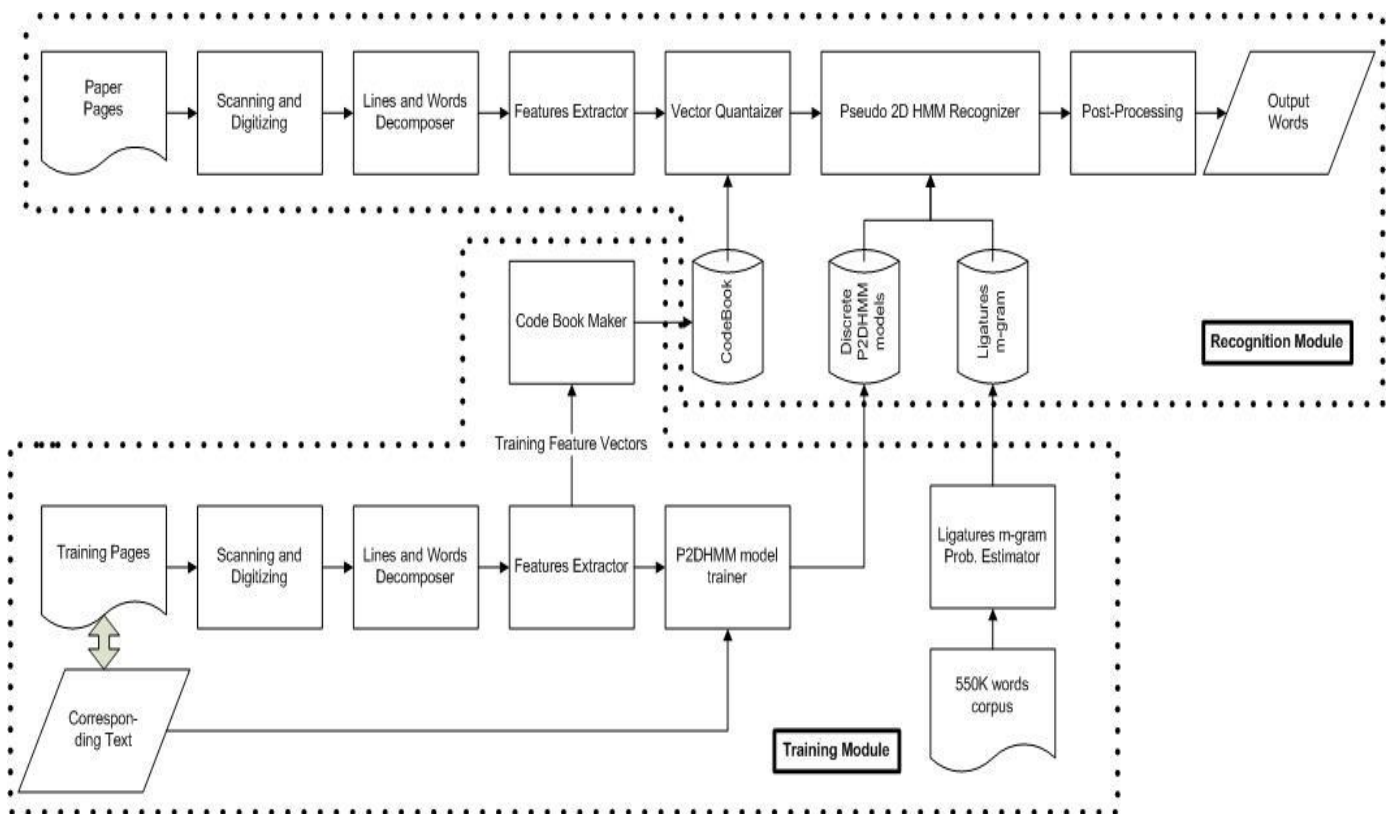 Paper
Pages
Scanning and
Digitizing
Lines and Words
Decomposer
Features Extractor
Vector Quantaizer
Pseudo 2D HMM Recognizer
Post-Processing
Output
Words
Code Book Maker
CodeBook
Discrete
P2DHMM
models
Ligatures
m-gram
Recognition Module
Training Feature Vectors
Training Pages
Scanning and
Digitizing
Lines and Words
Decomposer
Features Extractor
P2DHMM model
trainer
Ligatures m-gram
Prob. Estimator
Correspon-
ding Text
550K words
corpus
Training Module